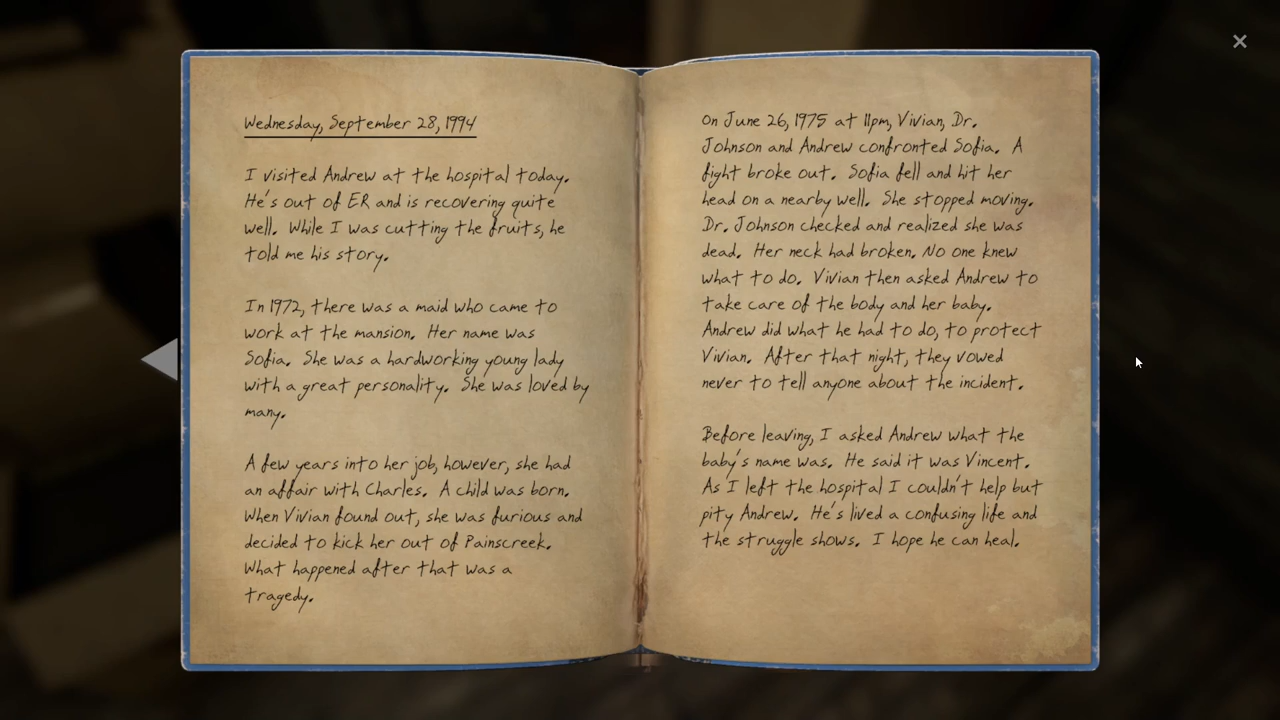 Wednesday, September 28, 1994
I visited Andrew at the hospital today.
He's out of ER and is recovering quite
well. While I was cutting the fruits, he
told me his story.
In 1972, there was a maid who came to
work at the mansion. Her name was
Sofia. She was a hardworking young lady
with a great personality. She was loved by
many.
A few years into her job, however, she had
an affair with Charles. A child was born.
When Vivian found out, she was furious and
decided to kick her out of Painscreek.
What happened after that was a
tragedy.
On June 26, 1975 at 11pm, Vivian, Dr.
Johnson and Andrew confronted Sofia. A
fight broke out. Sofia fell and hit her
head on a nearby well. She stopped moving.
Dr. Johnson checked and realized she was
dead. Her neck had broken. No one knew
what to do. Vivian then asked Andrew to
take care of the body and her baby.
Andrew did what he had to do, to protect
Vivian. After that night, they vowed
never to tell anyone about the incident.
Before leaving, I asked Andrew what the
baby's name was. He said it was Vincent.
As I left the hospital I couldn't help but
pity Andrew. He's lived a confusing life and
the struggle shows. I hope he can heal.